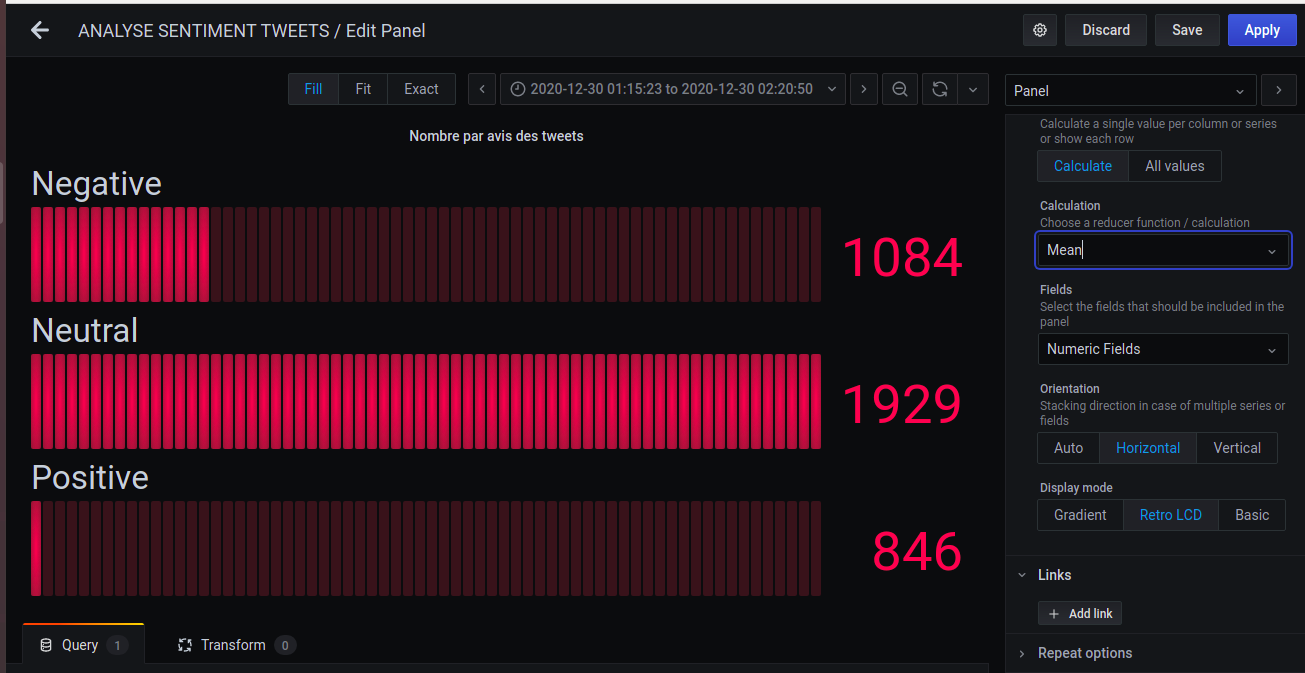 ANALYSE SENTIMENT TWEETS / Edit Panel
Discard
Save
Apply
Fill
Fit
Exact
2020-12-30 01:15:23 to 2020-12-30 02:20:50
Panel
Nombre par avis des tweets
Negative
1084
Neutral
1929
Positive
846
Query 1
Transform 0
Calculate a single value per column or series
or show each row
Calculate
All values
Calculation
Choose a reducer function / calculation
Mean
Fields
Select the fields that should be included in the
panel
Numeric Fields
Orientation
Stacking direction in case of multiple series or
fields
Auto
Horizontal
Vertical
Display mode
Gradient
Retro LCD
Basic
Links
+ Add link
Repeat options